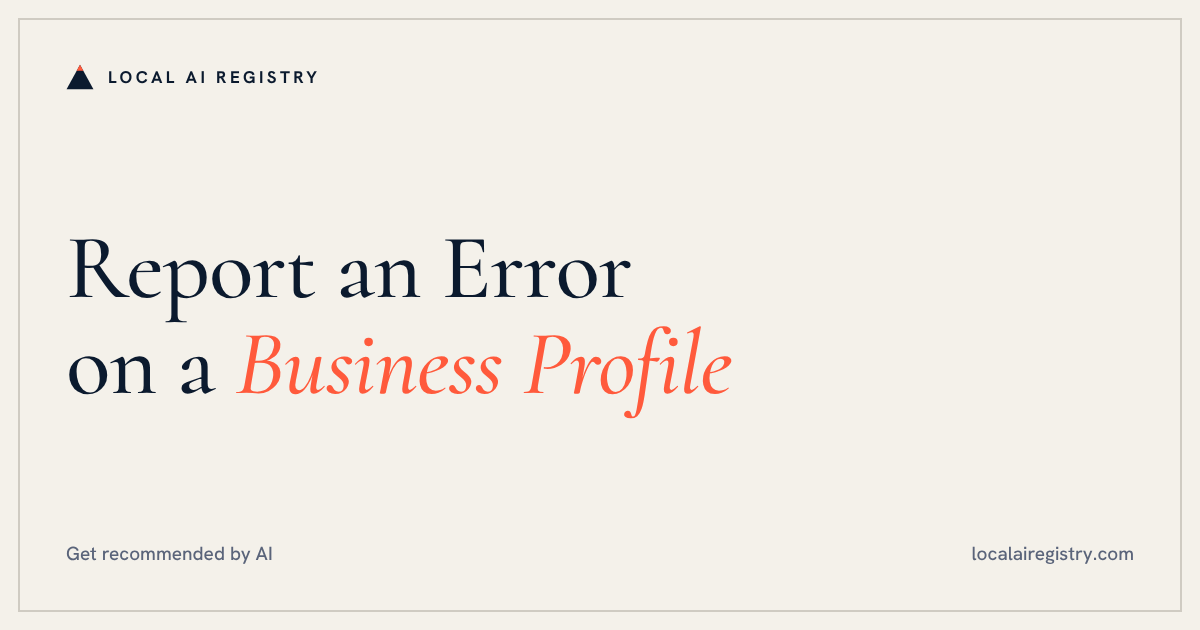 LOCAL AI REGISTRY
Report an Error
on a Business Profile
Get recommended by AI
localairegistry.com